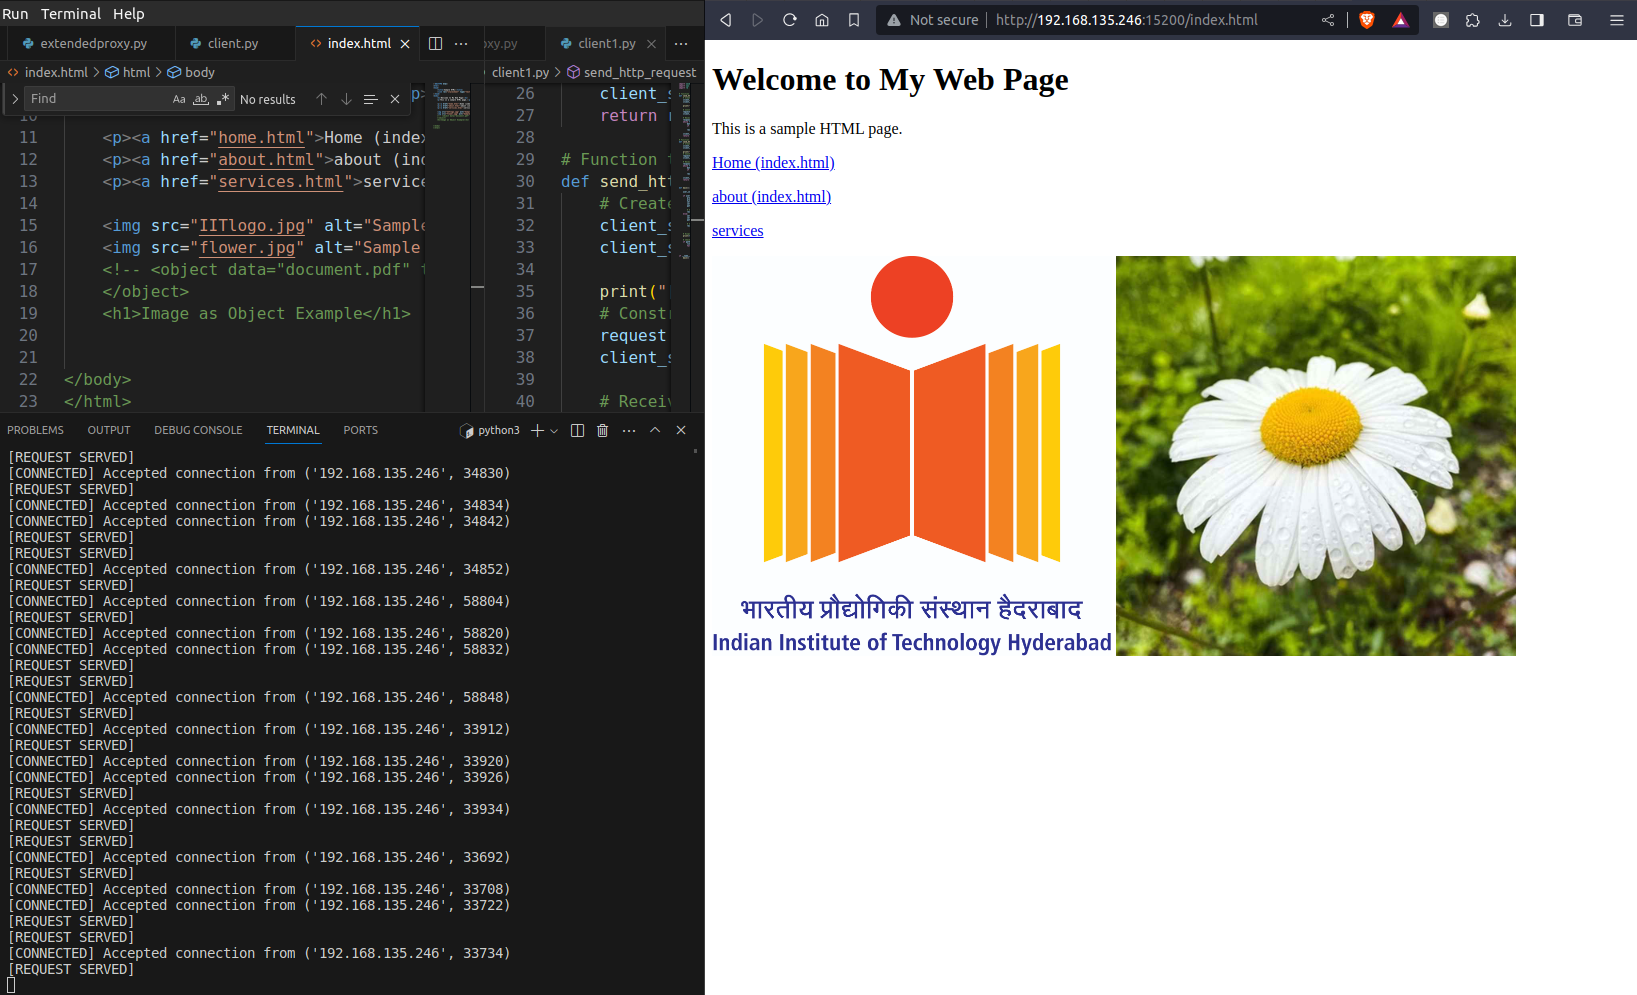 Run Terminal Help
extendedproxy.py client.py index.html
index.html > html > body
Find Aa ab .* No results
p>
11 <p><a href="home.html">Home (index
12 <p><a href="about.html">about (in
13 <p><a href="services.html">service
14
15 <img src="IITlogo.jpg" alt="Sample
16 <img src="flower.jpg" alt="Sample
17 <!-- <object data="document.pdf"
18 </object>
19 <h1>Image as Object Example</h1>
20
21
22 </body>
23 </html>
oxy.py client1.py
client1.py > send_http_request
26 client_s
27 return
28
29 # Function
30 def send_htt
31 # Create
32 client_s
33 client_s
34
35 print("
36 # Constr
37 request
38 client_s
39
40 # Receiv
PROBLEMS OUTPUT DEBUG CONSOLE TERMINAL PORTS python3
[REQUEST SERVED]
[CONNECTED] Accepted connection from ('192.168.135.246', 34830)
[REQUEST SERVED]
[CONNECTED] Accepted connection from ('192.168.135.246', 34834)
[CONNECTED] Accepted connection from ('192.168.135.246', 34842)
[REQUEST SERVED]
[REQUEST SERVED]
[CONNECTED] Accepted connection from ('192.168.135.246', 34852)
[REQUEST SERVED]
[CONNECTED] Accepted connection from ('192.168.135.246', 58804)
[REQUEST SERVED]
[CONNECTED] Accepted connection from ('192.168.135.246', 58820)
[CONNECTED] Accepted connection from ('192.168.135.246', 58832)
[REQUEST SERVED]
[REQUEST SERVED]
[CONNECTED] Accepted connection from ('192.168.135.246', 58848)
[REQUEST SERVED]
[CONNECTED] Accepted connection from ('192.168.135.246', 33912)
[REQUEST SERVED]
[CONNECTED] Accepted connection from ('192.168.135.246', 33920)
[CONNECTED] Accepted connection from ('192.168.135.246', 33926)
[REQUEST SERVED]
[CONNECTED] Accepted connection from ('192.168.135.246', 33934)
[REQUEST SERVED]
[REQUEST SERVED]
[CONNECTED] Accepted connection from ('192.168.135.246', 33692)
[REQUEST SERVED]
[CONNECTED] Accepted connection from ('192.168.135.246', 33708)
[CONNECTED] Accepted connection from ('192.168.135.246', 33722)
[REQUEST SERVED]
[REQUEST SERVED]
[CONNECTED] Accepted connection from ('192.168.135.246', 33734)
[REQUEST SERVED]
Not secure http://192.168.135.246:15200/index.html
Welcome to My Web Page
This is a sample HTML page.
Home (index.html)
about (index.html)
services
भारतीय प्रौद्योगिकी संस्थान हैदराबाद
Indian Institute of Technology Hyderabad